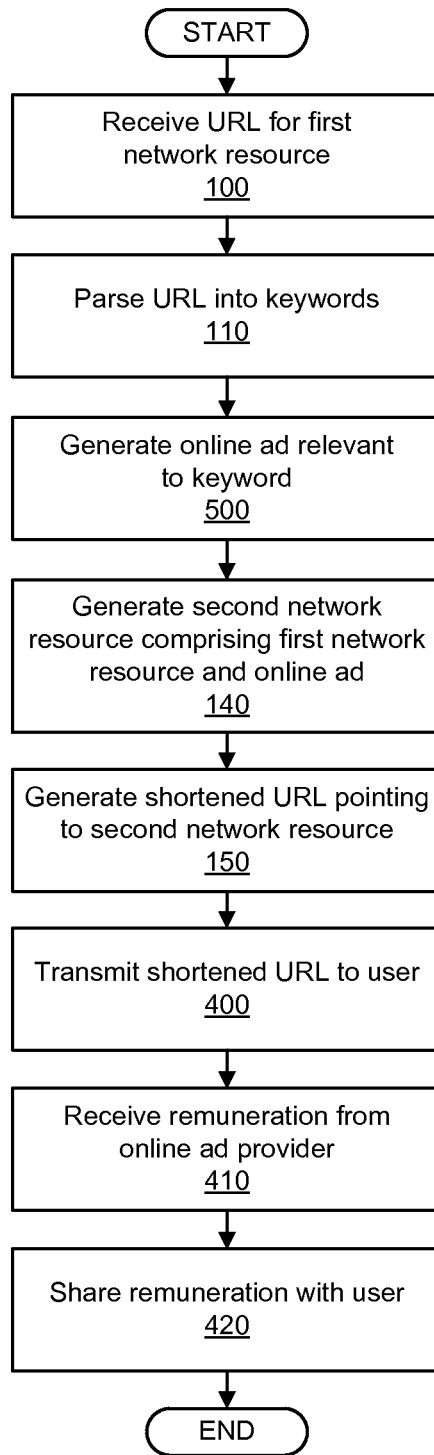 START
Receive URL for first
network resource
100
Parse URL into keywords
110
Generate online ad relevant
to keyword
500
Generate second network
resource comprising first network
resource and online ad
140
Generate shortened URL pointing
to second network resource
150
Transmit shortened URL to user
400
Receive remuneration from
online ad provider
410
Share remuneration with user
420
END